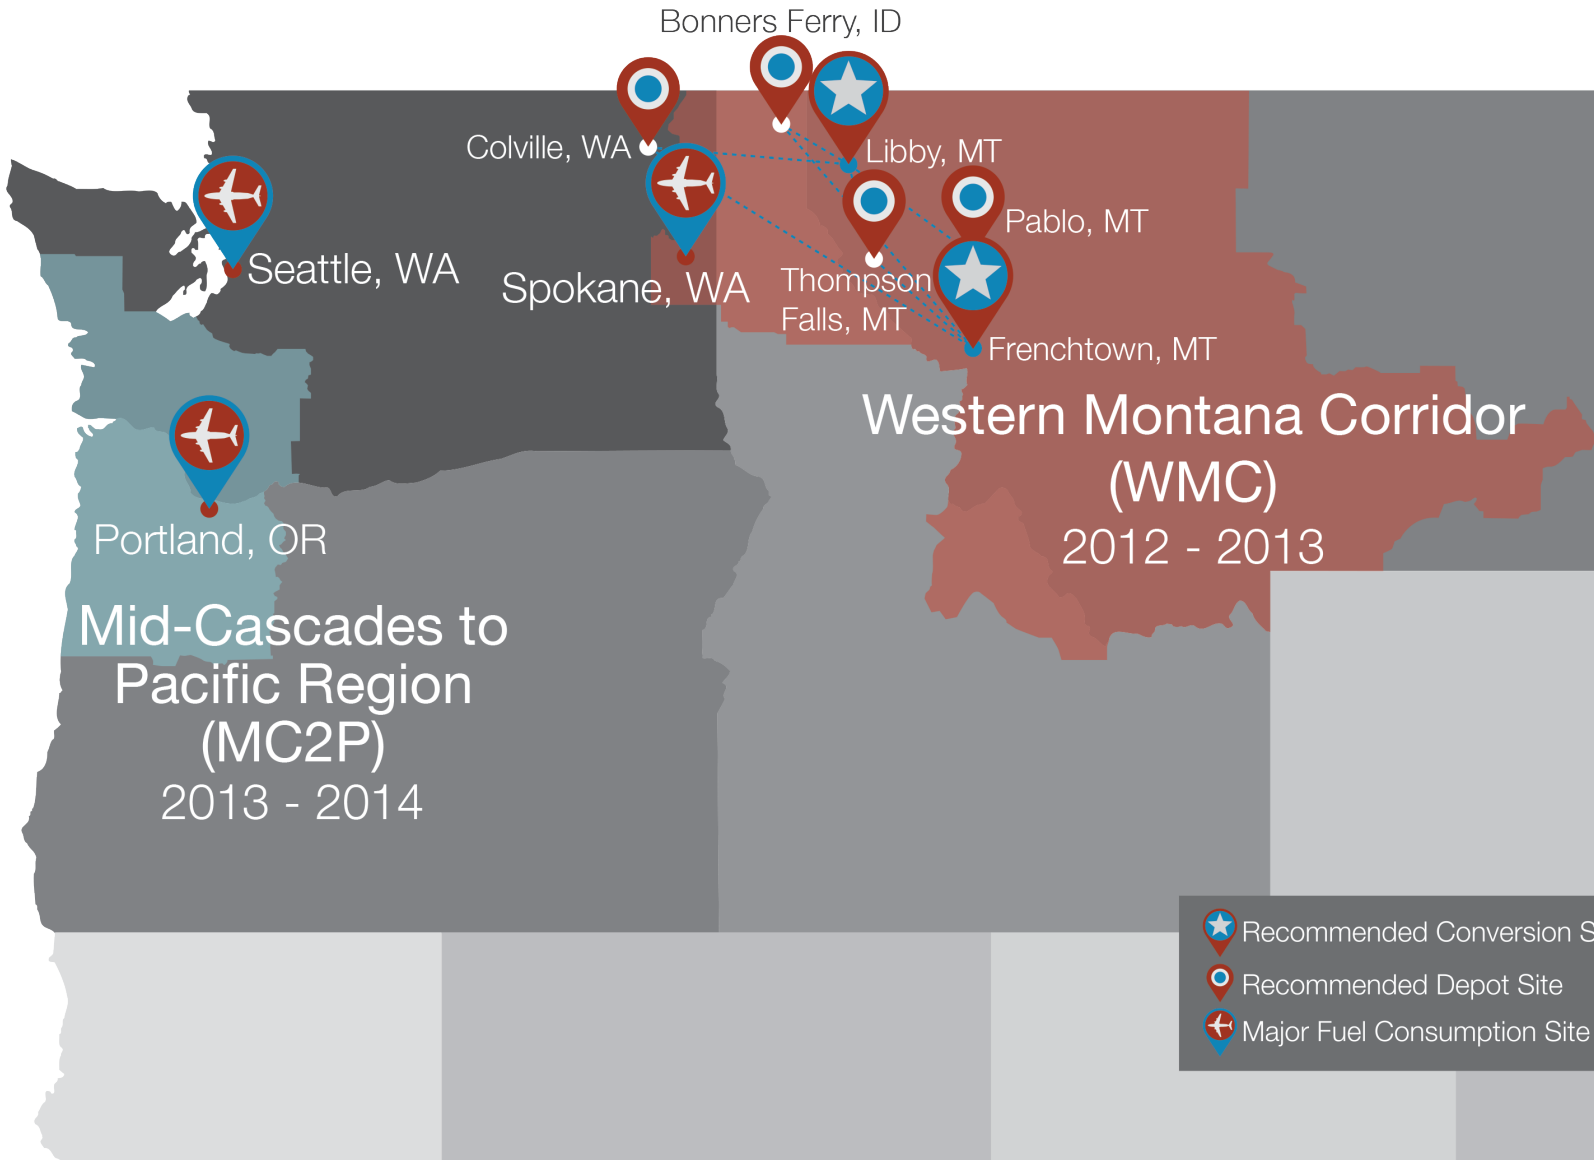 Bonners Ferry, ID
Colville, WA
Libby, MT
Pablo, MT
Seattle, WA
Spokane, WA
Thompson
Falls, MT
Frenchtown, MT
Western Montana Corridor
(WMC)
2012 - 2013
Portland, OR
Mid-Cascades to
Pacific Region
(MC2P)
2013 - 2014
Recommended Conversion S
Recommended Depot Site
Major Fuel Consumption Site